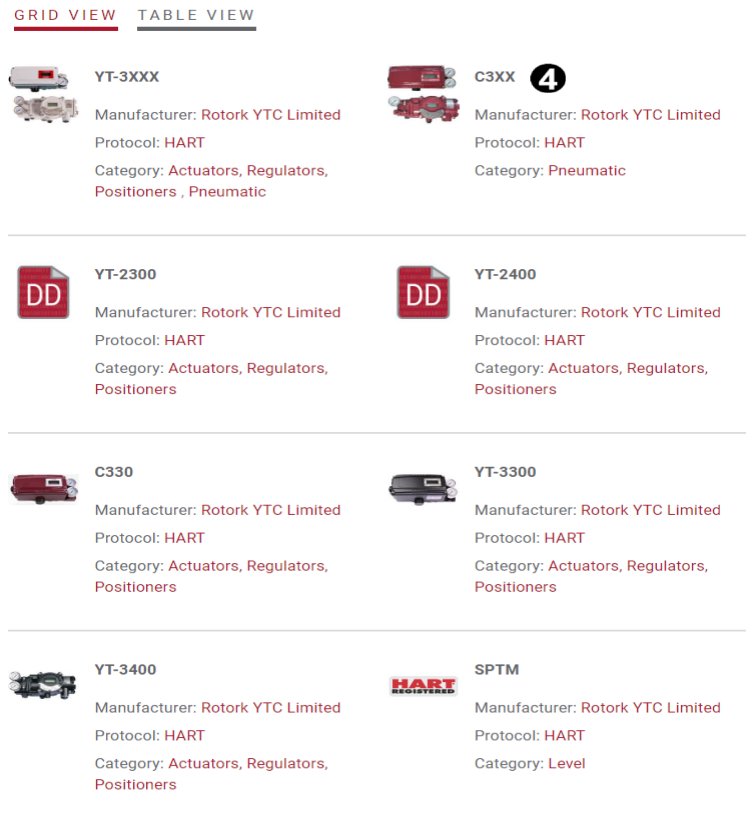 GRID VIEW TABLE VIEW
YT-3XXX
Manufacturer: Rotork YTC Limited
Protocol: HART
Category: Actuators, Regulators,
Positioners , Pneumatic
C3XX 4
Manufacturer: Rotork YTC Limited
Protocol: HART
Category: Pneumatic
DD
YT-2300
Manufacturer: Rotork YTC Limited
Protocol: HART
Category: Actuators, Regulators,
Positioners
DD
YT-2400
Manufacturer: Rotork YTC Limited
Protocol: HART
Category: Actuators, Regulators,
Positioners
C330
Manufacturer: Rotork YTC Limited
Protocol: HART
Category: Actuators, Regulators,
Positioners
YT-3300
Manufacturer: Rotork YTC Limited
Protocol: HART
Category: Actuators, Regulators,
Positioners
YT-3400
Manufacturer: Rotork YTC Limited
Protocol: HART
Category: Actuators, Regulators,
Positioners
HART
REGISTERED
SPTM
Manufacturer: Rotork YTC Limited
Protocol: HART
Category: Level